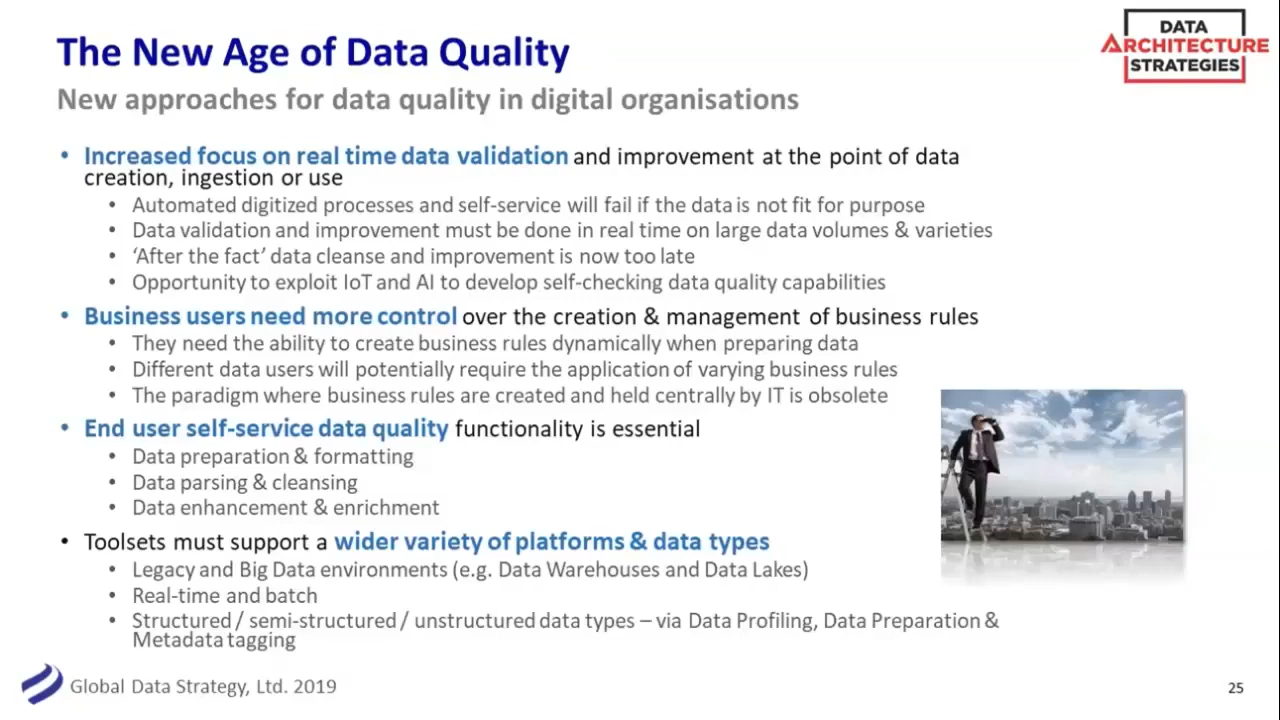 The New Age of Data Quality
DATA
ARCHITECTURE
STRATEGIES
New approaches for data quality in digital organisations
• Increased focus on real time data validation and improvement at the point of data
creation, ingestion or use
• Automated digitized processes and self-service will fail if the data is not fit for purpose
• Data validation and improvement must be done in real time on large data volumes & varieties
• ‘After the fact’ data cleanse and improvement is now too late
• Opportunity to exploit IoT and AI to develop self-checking data quality capabilities
• Business users need more control over the creation & management of business rules
• They need the ability to create business rules dynamically when preparing data
• Different data users will potentially require the application of varying business rules
• The paradigm where business rules are created and held centrally by IT is obsolete
• End user self-service data quality functionality is essential
• Data preparation & formatting
• Data parsing & cleansing
• Data enhancement & enrichment
• Toolsets must support a wider variety of platforms & data types
• Legacy and Big Data environments (e.g. Data Warehouses and Data Lakes)
• Real-time and batch
• Structured / semi-structured / unstructured data types – via Data Profiling, Data Preparation &
Metadata tagging
Global Data Strategy, Ltd. 2019
25